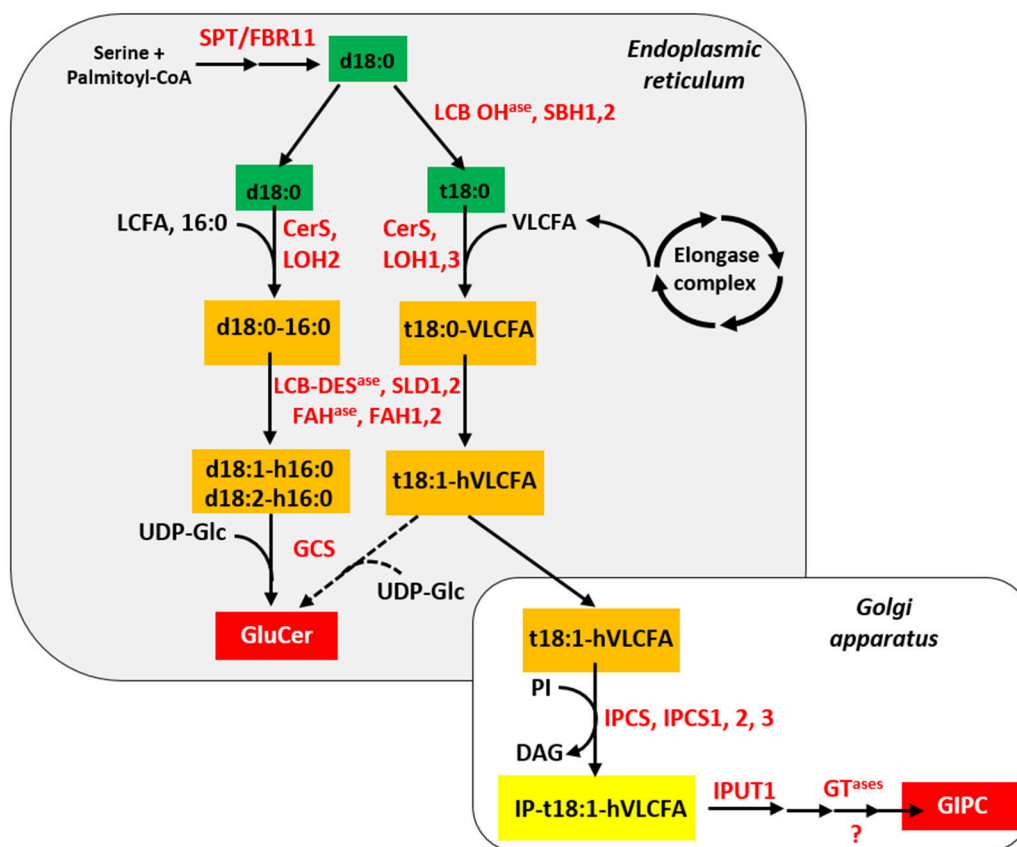 SPT/FBR11
Serine +
Palmitoyl-CoA
d18:0
Endoplasmic
reticulum
LCB OHase, SBH1,2
d18:0
t18:0
LCFA, 16:0
CerS,
LOH2
CerS,
LOH1,3
VLCFA
Elongase
complex
d18:0-16:0
t18:0-VLCFA
LCB-DESase, SLD1,2
FAHase, FAH1,2
d18:1-h16:0
d18:2-h16:0
t18:1-hVLCFA
UDP-Glc
GCS
UDP-Glc
GluCer
Golgi
apparatus
t18:1-hVLCFA
PI
IPCS, IPCS1, 2, 3
DAG
IP-t18:1-hVLCFA
IPUT1
GTases
?
GIPC